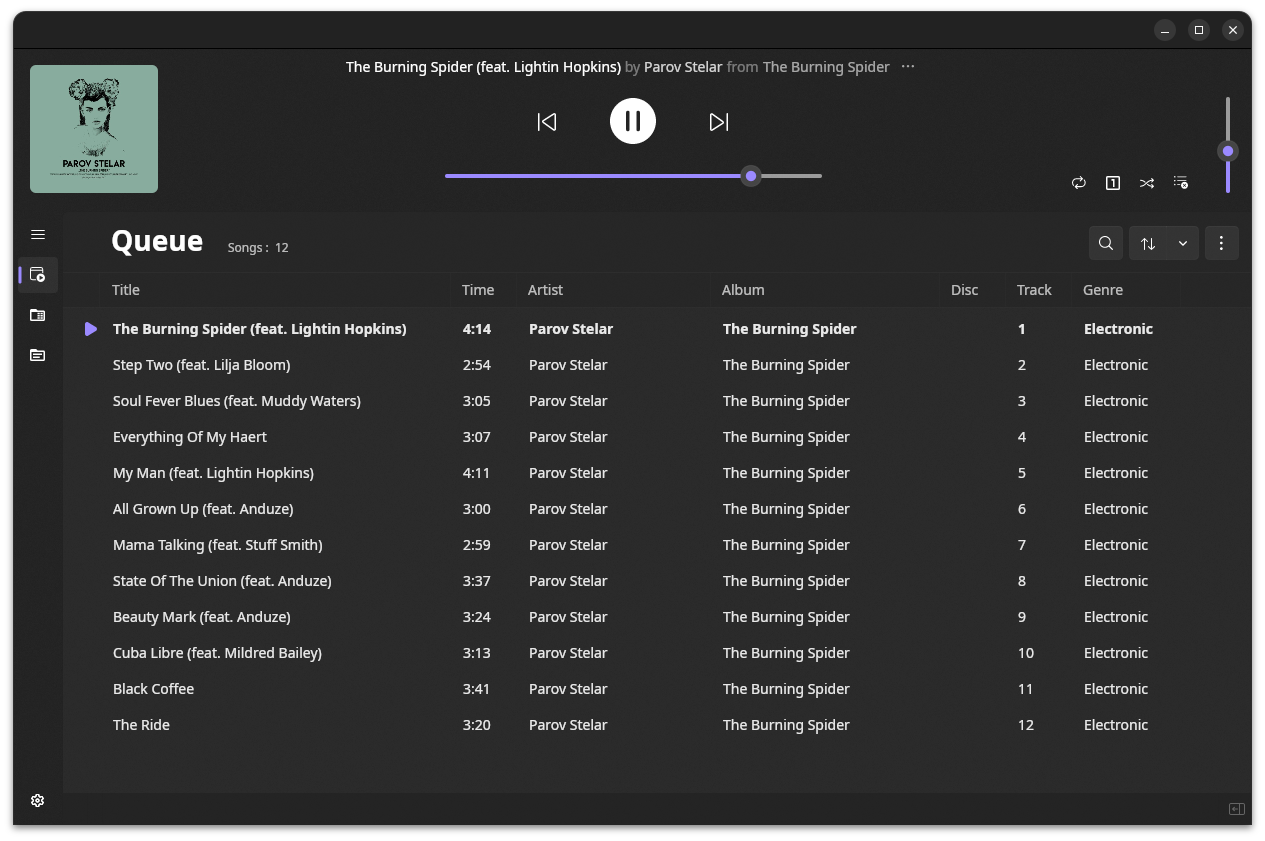 The Burning Spider (feat. Lightin Hopkins) by Parov Stelar from The Burning Spider ···
PAROV STELAR
1
Queue Songs : 12
Title Time Artist Album Disc Track Genre
The Burning Spider (feat. Lightin Hopkins) 4:14 Parov Stelar The Burning Spider 1 Electronic
Step Two (feat. Lilja Bloom) 2:54 Parov Stelar The Burning Spider 2 Electronic
Soul Fever Blues (feat. Muddy Waters) 3:05 Parov Stelar The Burning Spider 3 Electronic
Everything Of My Haert 3:07 Parov Stelar The Burning Spider 4 Electronic
My Man (feat. Lightin Hopkins) 4:11 Parov Stelar The Burning Spider 5 Electronic
All Grown Up (feat. Anduze) 3:00 Parov Stelar The Burning Spider 6 Electronic
Mama Talking (feat. Stuff Smith) 2:59 Parov Stelar The Burning Spider 7 Electronic
State Of The Union (feat. Anduze) 3:37 Parov Stelar The Burning Spider 8 Electronic
Beauty Mark (feat. Anduze) 3:24 Parov Stelar The Burning Spider 9 Electronic
Cuba Libre (feat. Mildred Bailey) 3:13 Parov Stelar The Burning Spider 10 Electronic
Black Coffee 3:41 Parov Stelar The Burning Spider 11 Electronic
The Ride 3:20 Parov Stelar The Burning Spider 12 Electronic